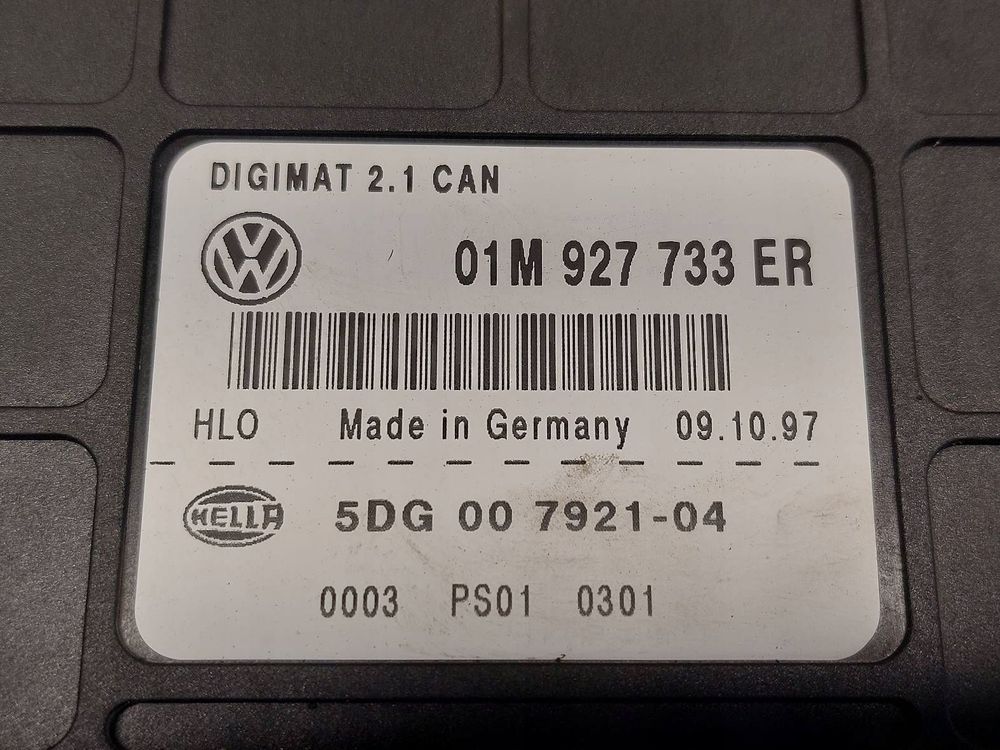 DIGIMAT 2.1 CAN
01M 927 733 ER
HLO Made in Germany 09.10.97
HELLA 5DG 00 7921-04
0003 PS01 0301